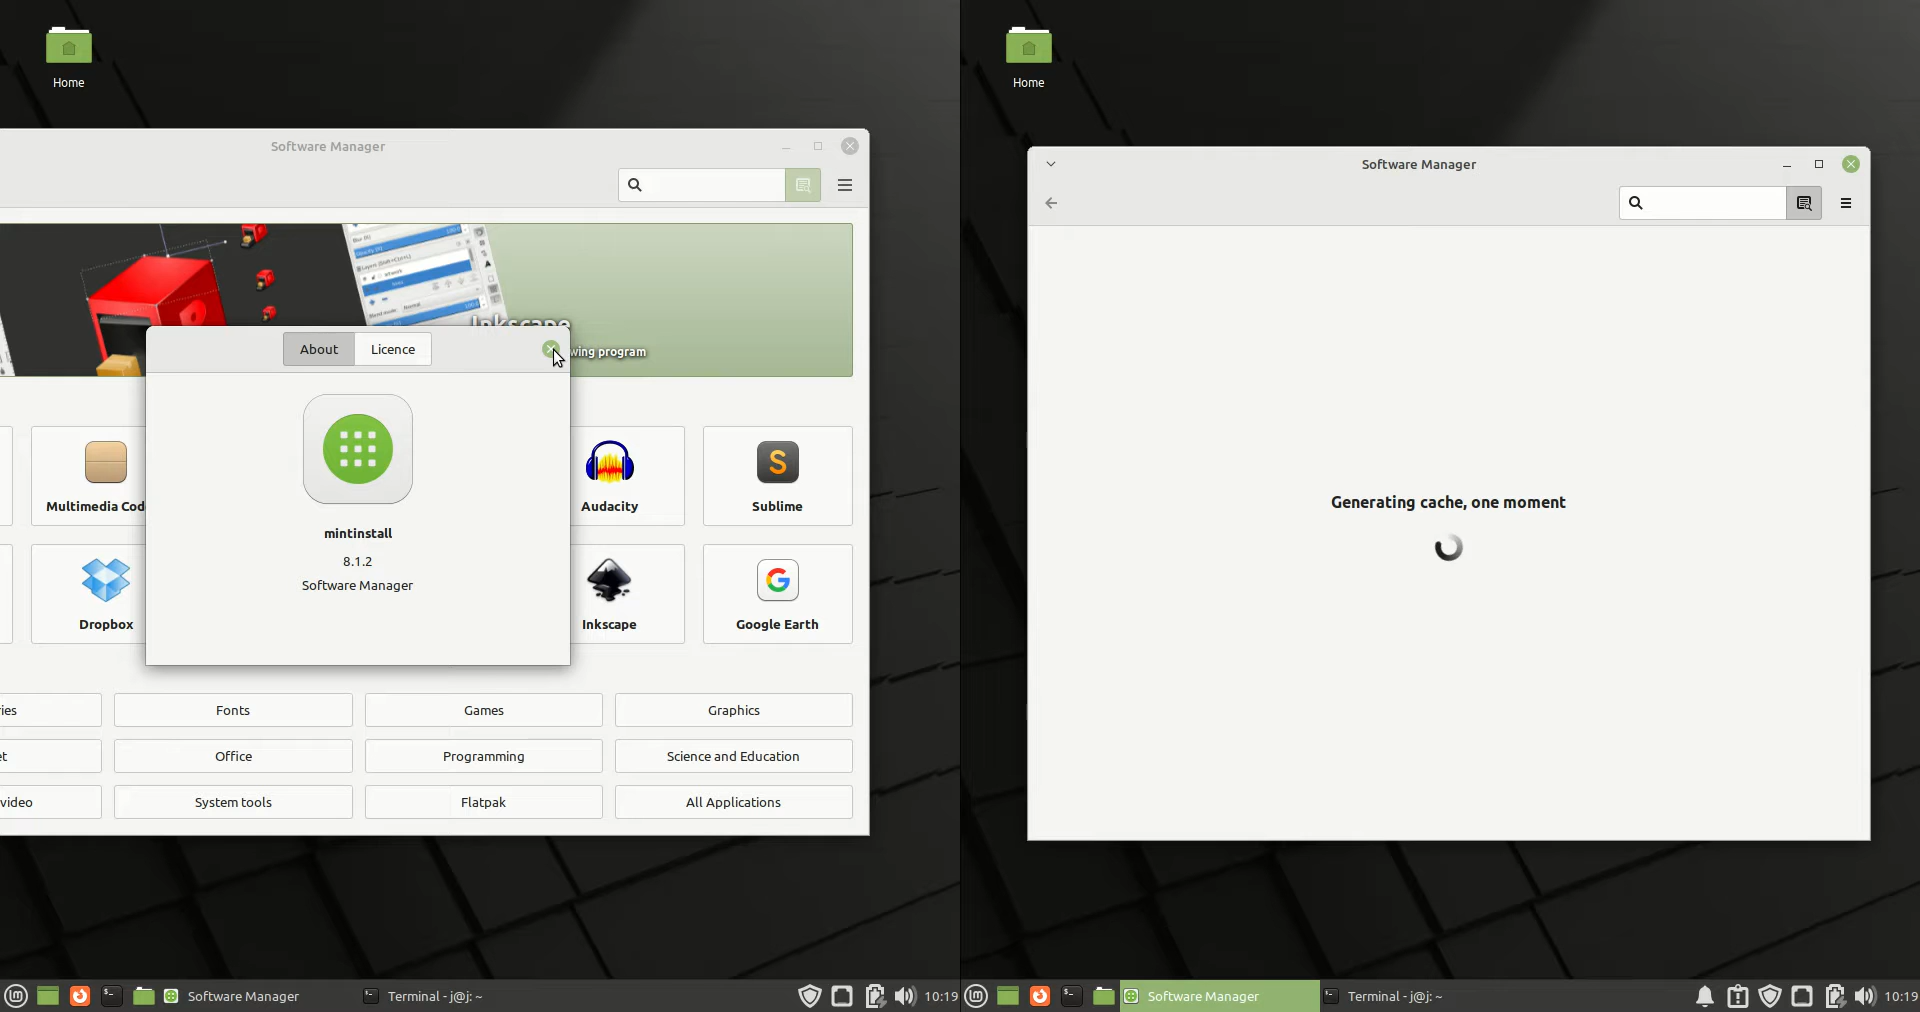 Home
Software Manager
Inkscape
wing program
About
Licence
mintinstall
8.1.2
Software Manager
Multimedia Cod
Audacity
Sublime
Dropbox
Inkscape
Google Earth
ies
Fonts
Games
Graphics
et
Office
Programming
Science and Education
video
System tools
Flatpak
All Applications
Software Manager
Terminal - j@j: ~
10:19
Home
Software Manager
Generating cache, one moment
Software Manager
Terminal - j@j: ~
10:19